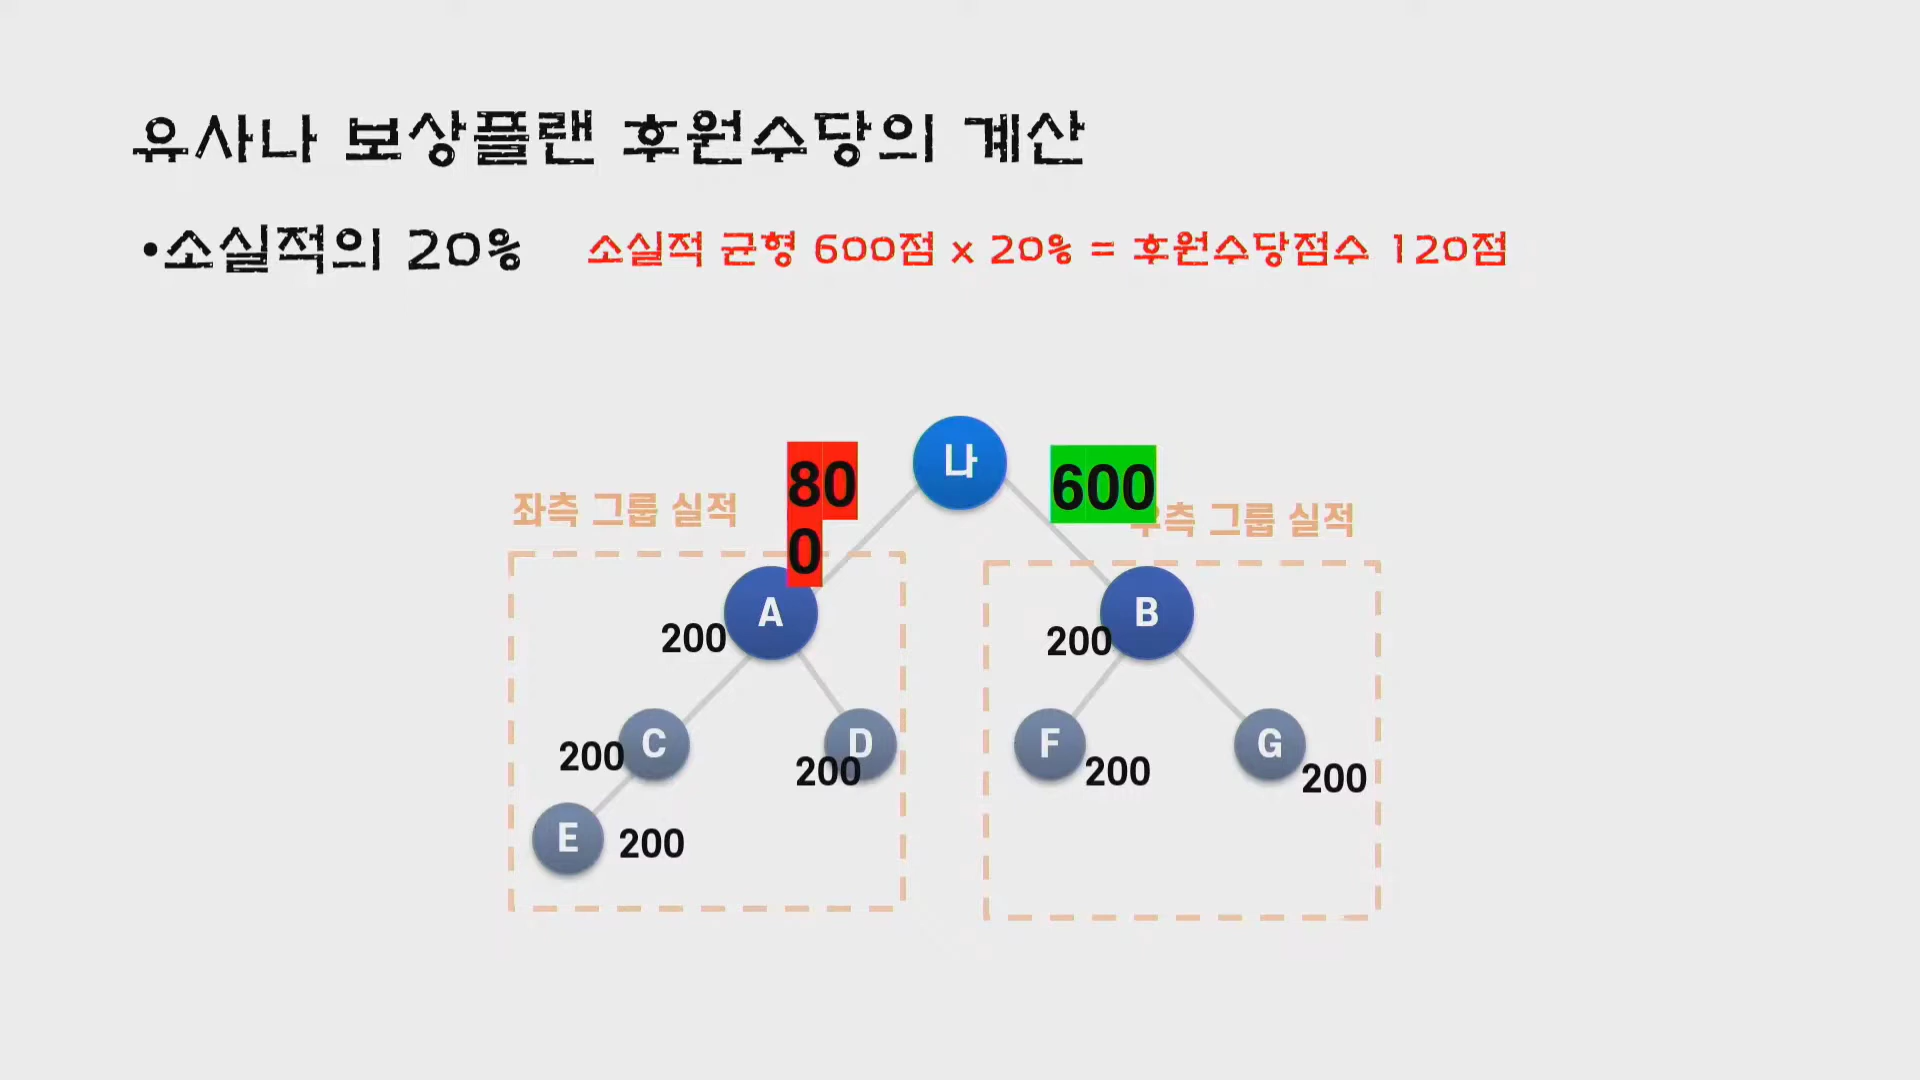 유사나 보상플랜 후원수당의 계산
•소실적의 20%
소실적 균형 600점 x 20% = 후원수당점수 120점
나
80
0
600
좌측 그룹 실적
우측 그룹 실적
A
200
B
200
C
200
D
200
F
200
G
200
E
200